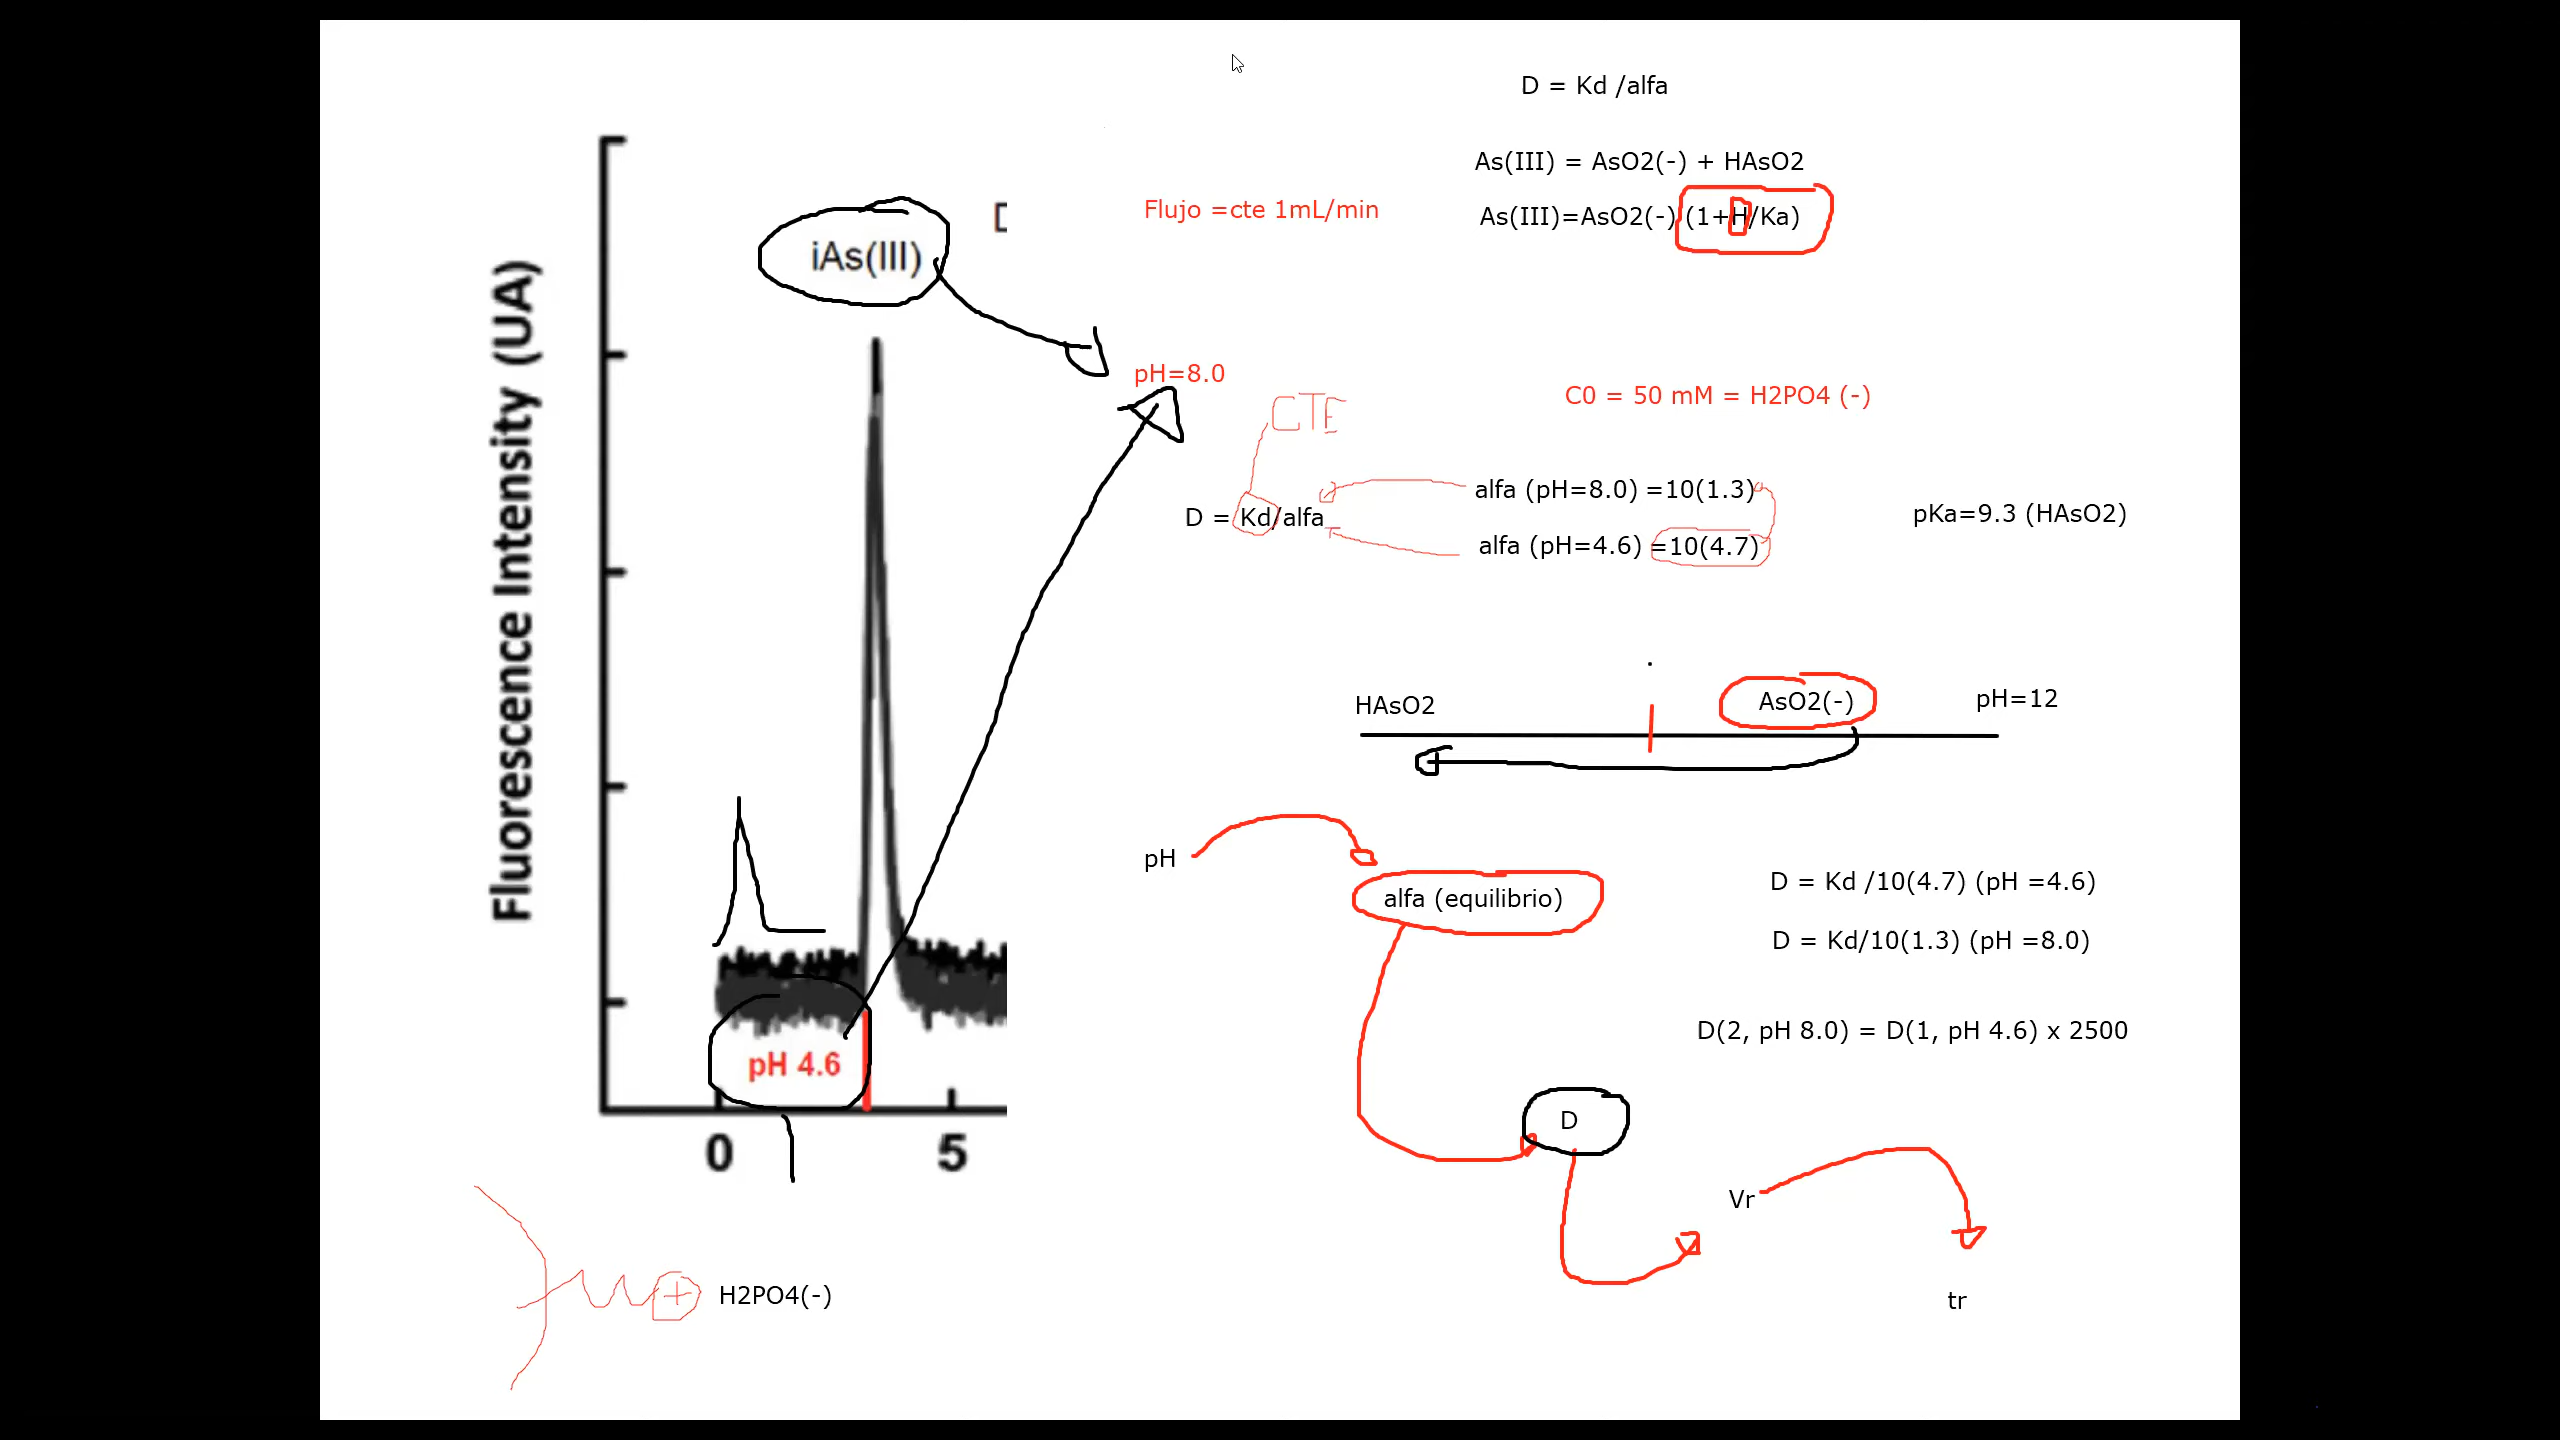 D = Kd /alfa
As(III) = AsO2(-) + HAsO2
Flujo =cte 1mL/min
As(III)=AsO2(-) (1+H/Ka)
iAs(III)
Fluorescence Intensity (UA)
pH=8.0
C0 = 50 mM = H2PO4 (-)
CTE
alfa (pH=8.0) =10(1.3)
D = Kd/alfa
pKa=9.3 (HAsO2)
alfa (pH=4.6) =10(4.7)
HAsO2
AsO2(-)
pH=12
pH
alfa (equilibrio)
D = Kd /10(4.7) (pH =4.6)
D = Kd/10(1.3) (pH =8.0)
D(2, pH 8.0) = D(1, pH 4.6) x 2500
pH 4.6
D
0
5
Vr
+
H2PO4(-)
tr